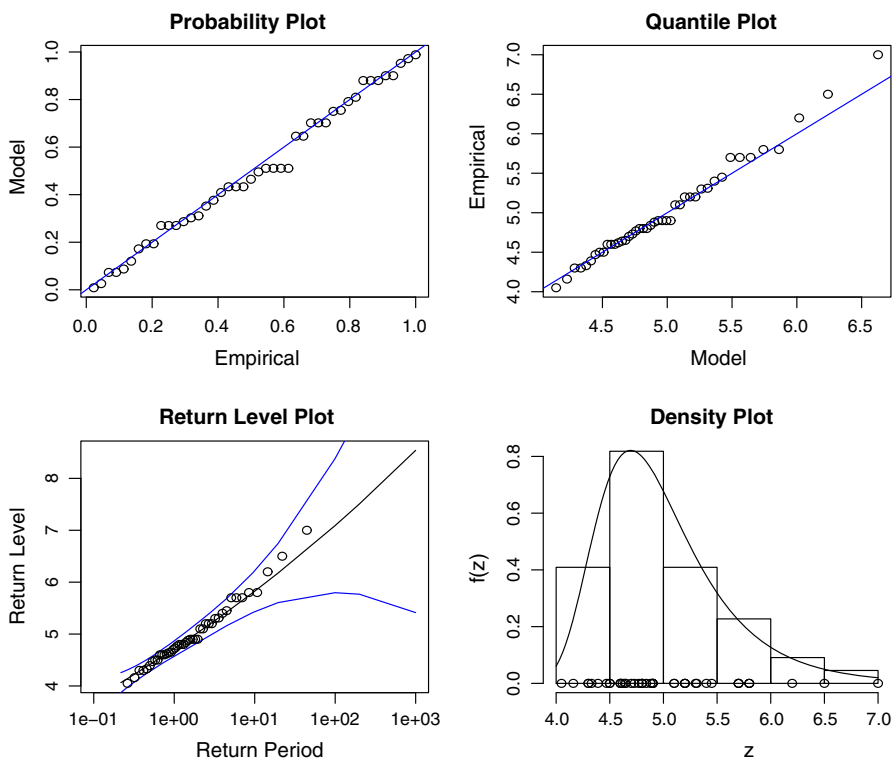 Probability Plot
Model
0.0 0.2 0.4 0.6 0.8 1.0
0.0 0.2 0.4 0.6 0.8 1.0
Empirical
Quantile Plot
Empirical
4.0 4.5 5.0 5.5 6.0 6.5 7.0
4.5 5.0 5.5 6.0 6.5
Model
Return Level Plot
Return Level
4 5 6 7 8
1e−01 1e+00 1e+01 1e+02 1e+03
Return Period
Density Plot
f(z)
0.0 0.2 0.4 0.6 0.8
4.0 4.5 5.0 5.5 6.0 6.5 7.0
z